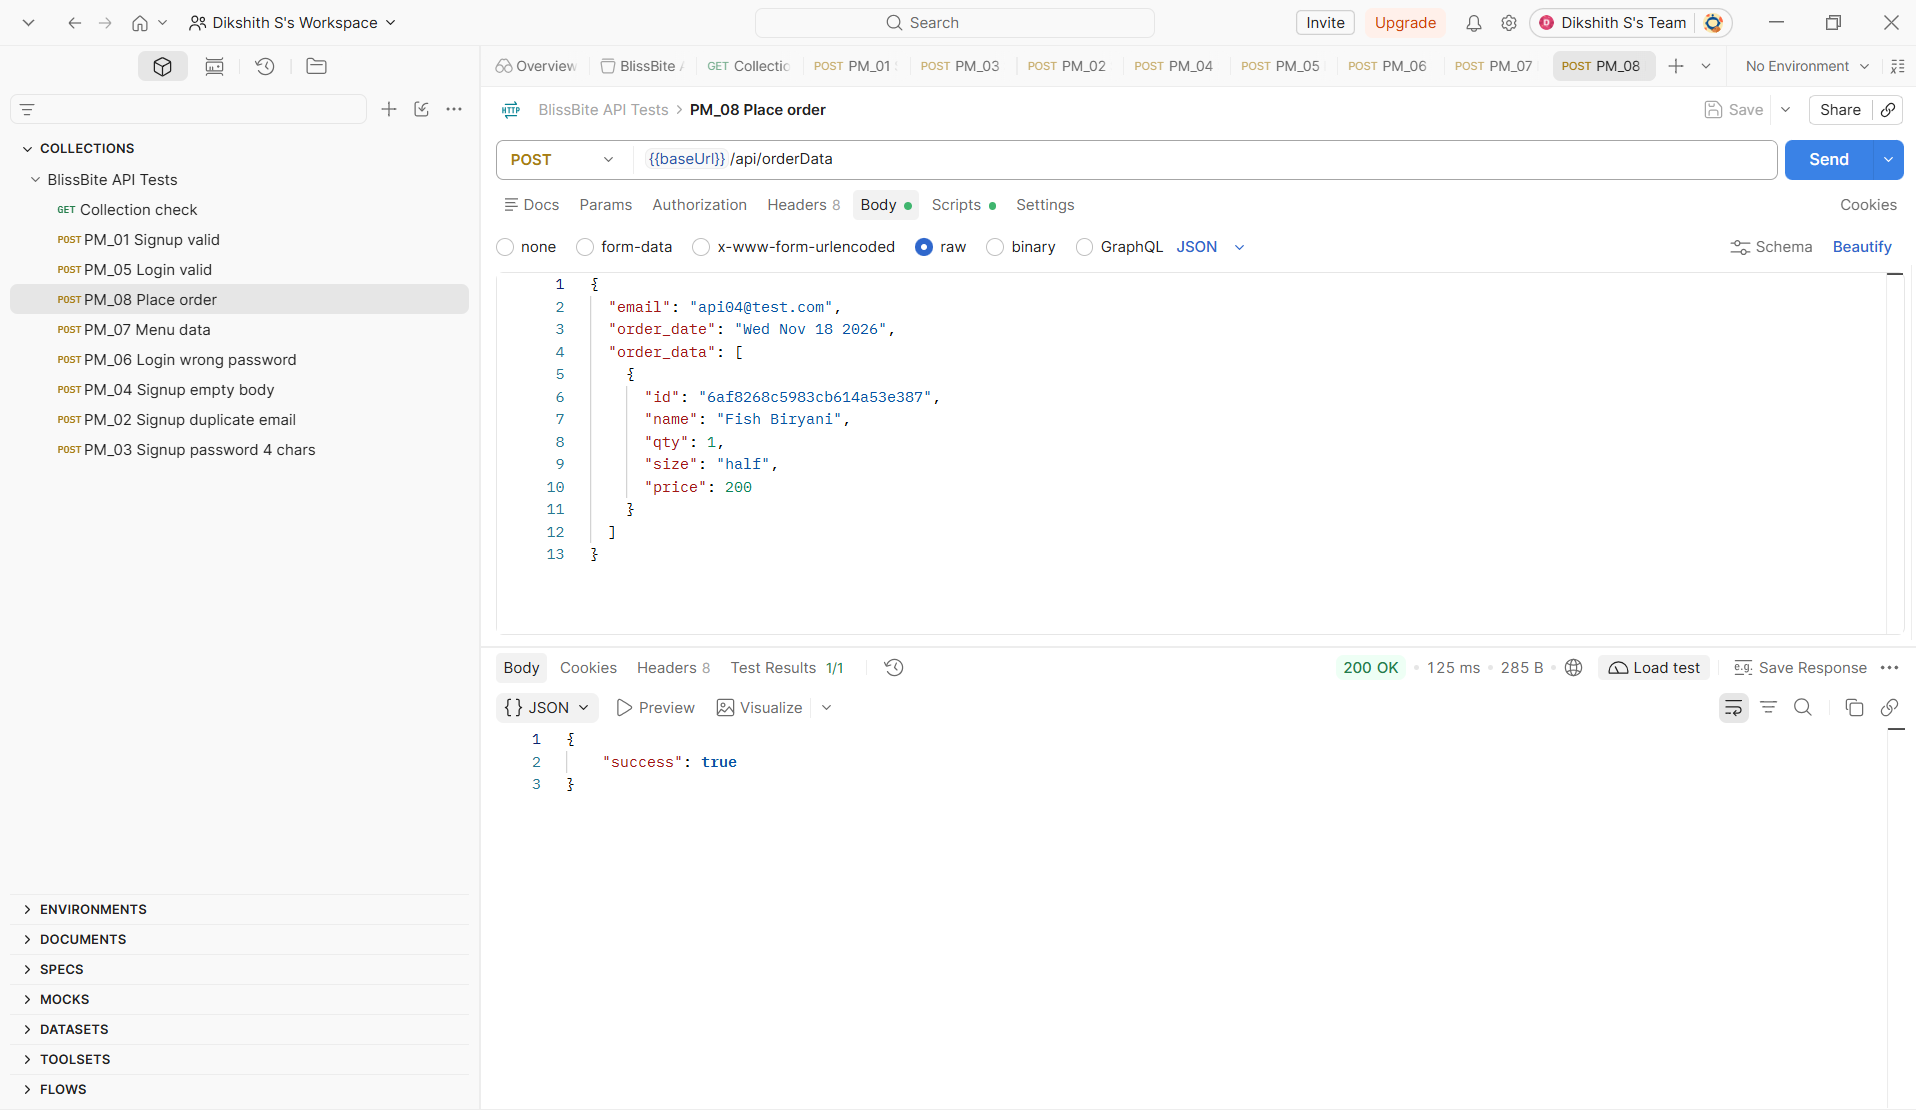 Dikshith S's Workspace
Search
Invite
Upgrade
Dikshith S's Team
Overview
BlissBite
GET Collectio
POST PM_01
POST PM_03
POST PM_02
POST PM_04
POST PM_05
POST PM_06
POST PM_07
POST PM_08
No Environment
COLLECTIONS
BlissBite API Tests
GET Collection check
POST PM_01 Signup valid
POST PM_05 Login valid
POST PM_08 Place order
POST PM_07 Menu data
POST PM_06 Login wrong password
POST PM_04 Signup empty body
POST PM_02 Signup duplicate email
POST PM_03 Signup password 4 chars
ENVIRONMENTS
DOCUMENTS
SPECS
MOCKS
DATASETS
TOOLSETS
FLOWS
HTTP BlissBite API Tests > PM_08 Place order
Save
Share
POST {{baseUrl}} /api/orderData
Send
Docs Params Authorization Headers 8 Body Scripts Settings
Cookies
none form-data x-www-form-urlencoded raw binary GraphQL JSON
Schema Beautify
1 {
2 "email": "api04@test.com",
3 "order_date": "Wed Nov 18 2026",
4 "order_data": [
5 {
6 "id": "6af8268c5983cb614a53e387",
7 "name": "Fish Biryani",
8 "qty": 1,
9 "size": "half",
10 "price": 200
11 }
12 ]
13 }
Body Cookies Headers 8 Test Results 1/1
200 OK • 125 ms • 285 B •
Load test
e.g. Save Response
{} JSON Preview Visualize
1 {
2 "success": true
3 }